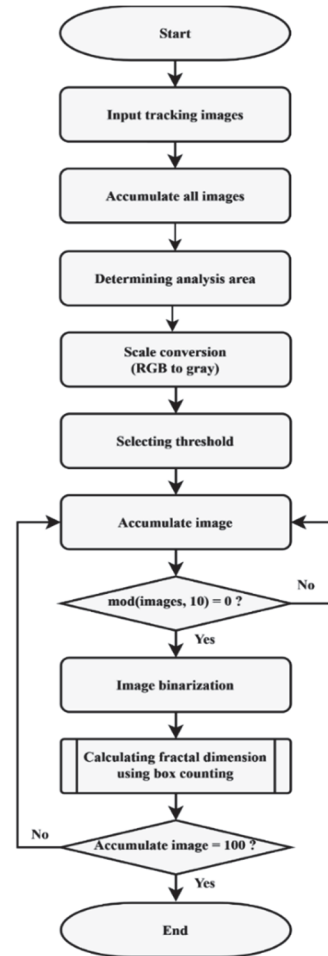 Start
Input tracking images
Accumulate all images
Determining analysis area
Scale conversion
(RGB to gray)
Selecting threshold
Accumulate image
mod(images, 10) = 0 ?
No
Yes
Image binarization
Calculating fractal dimension
using box counting
Accumulate image = 100 ?
No
Yes
End